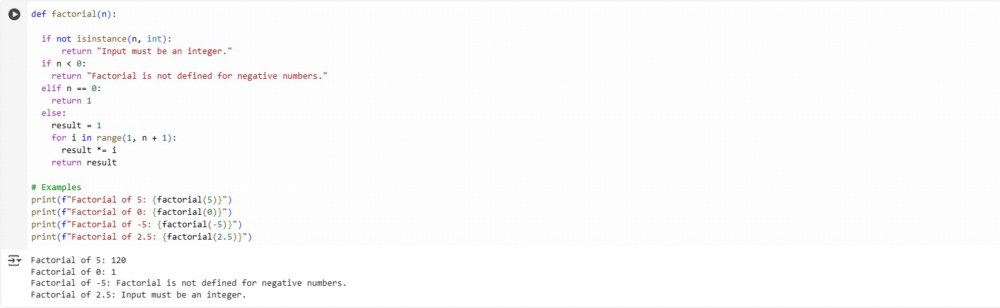 def factorial(n):

  if not isinstance(n, int):
      return "Input must be an integer."
  if n < 0:
    return "Factorial is not defined for negative numbers."
  elif n == 0:
    return 1
  else:
    result = 1
    for i in range(1, n + 1):
      result *= i
    return result

# Examples
print(f"Factorial of 5: {factorial(5)}")
print(f"Factorial of 0: {factorial(0)}")
print(f"Factorial of -5: {factorial(-5)}")
print(f"Factorial of 2.5: {factorial(2.5)}")
Factorial of 5: 120
Factorial of 0: 1
Factorial of -5: Factorial is not defined for negative numbers.
Factorial of 2.5: Input must be an integer.